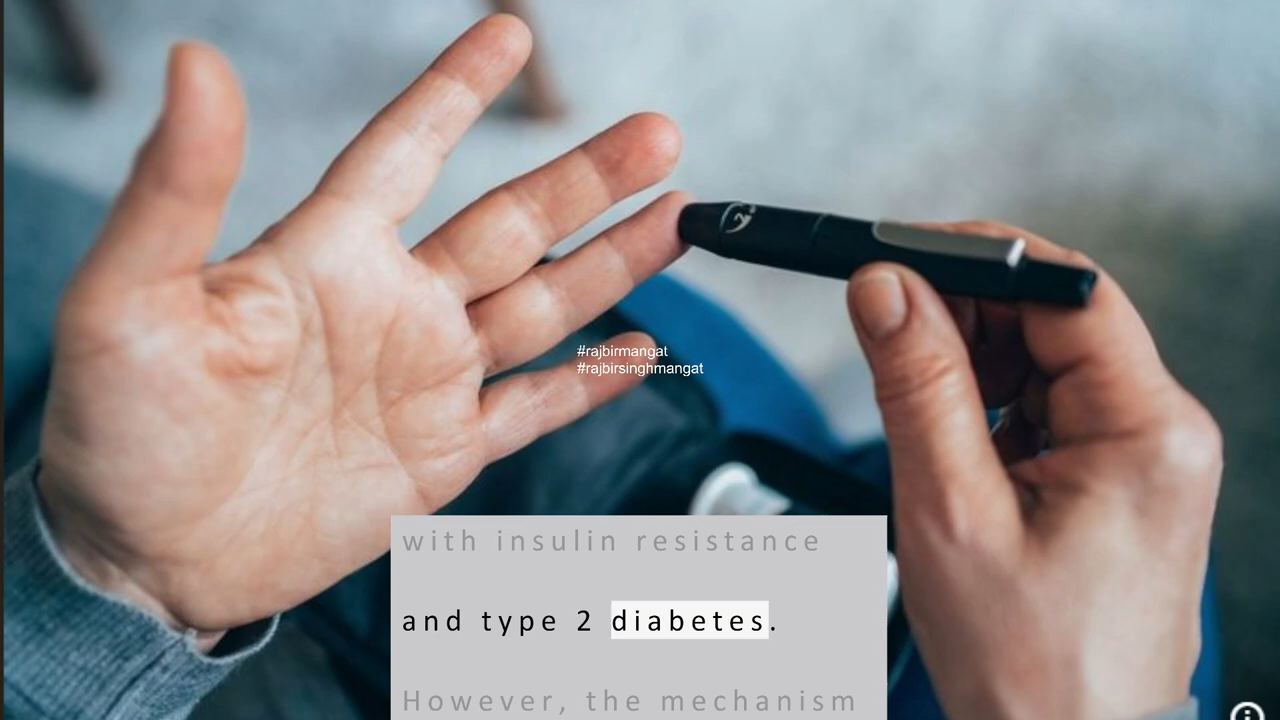 #rajbirmangat
#rajbirsinghmangat
with insulin resistance
and type 2 diabetes.
However, the mechanism